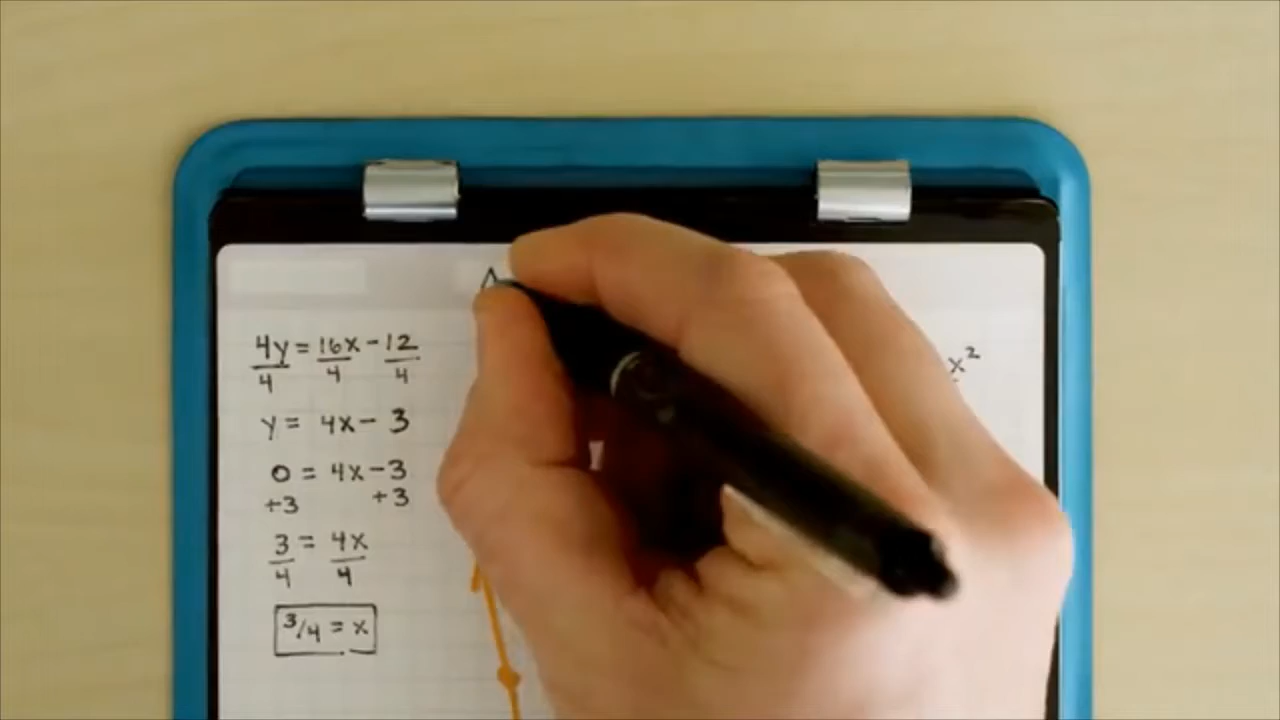 4y = 16x - 12
4 4 4
y = 4x - 3
0 = 4x - 3
+3 +3
3 = 4x
4 4
3/4 = x
A
x²